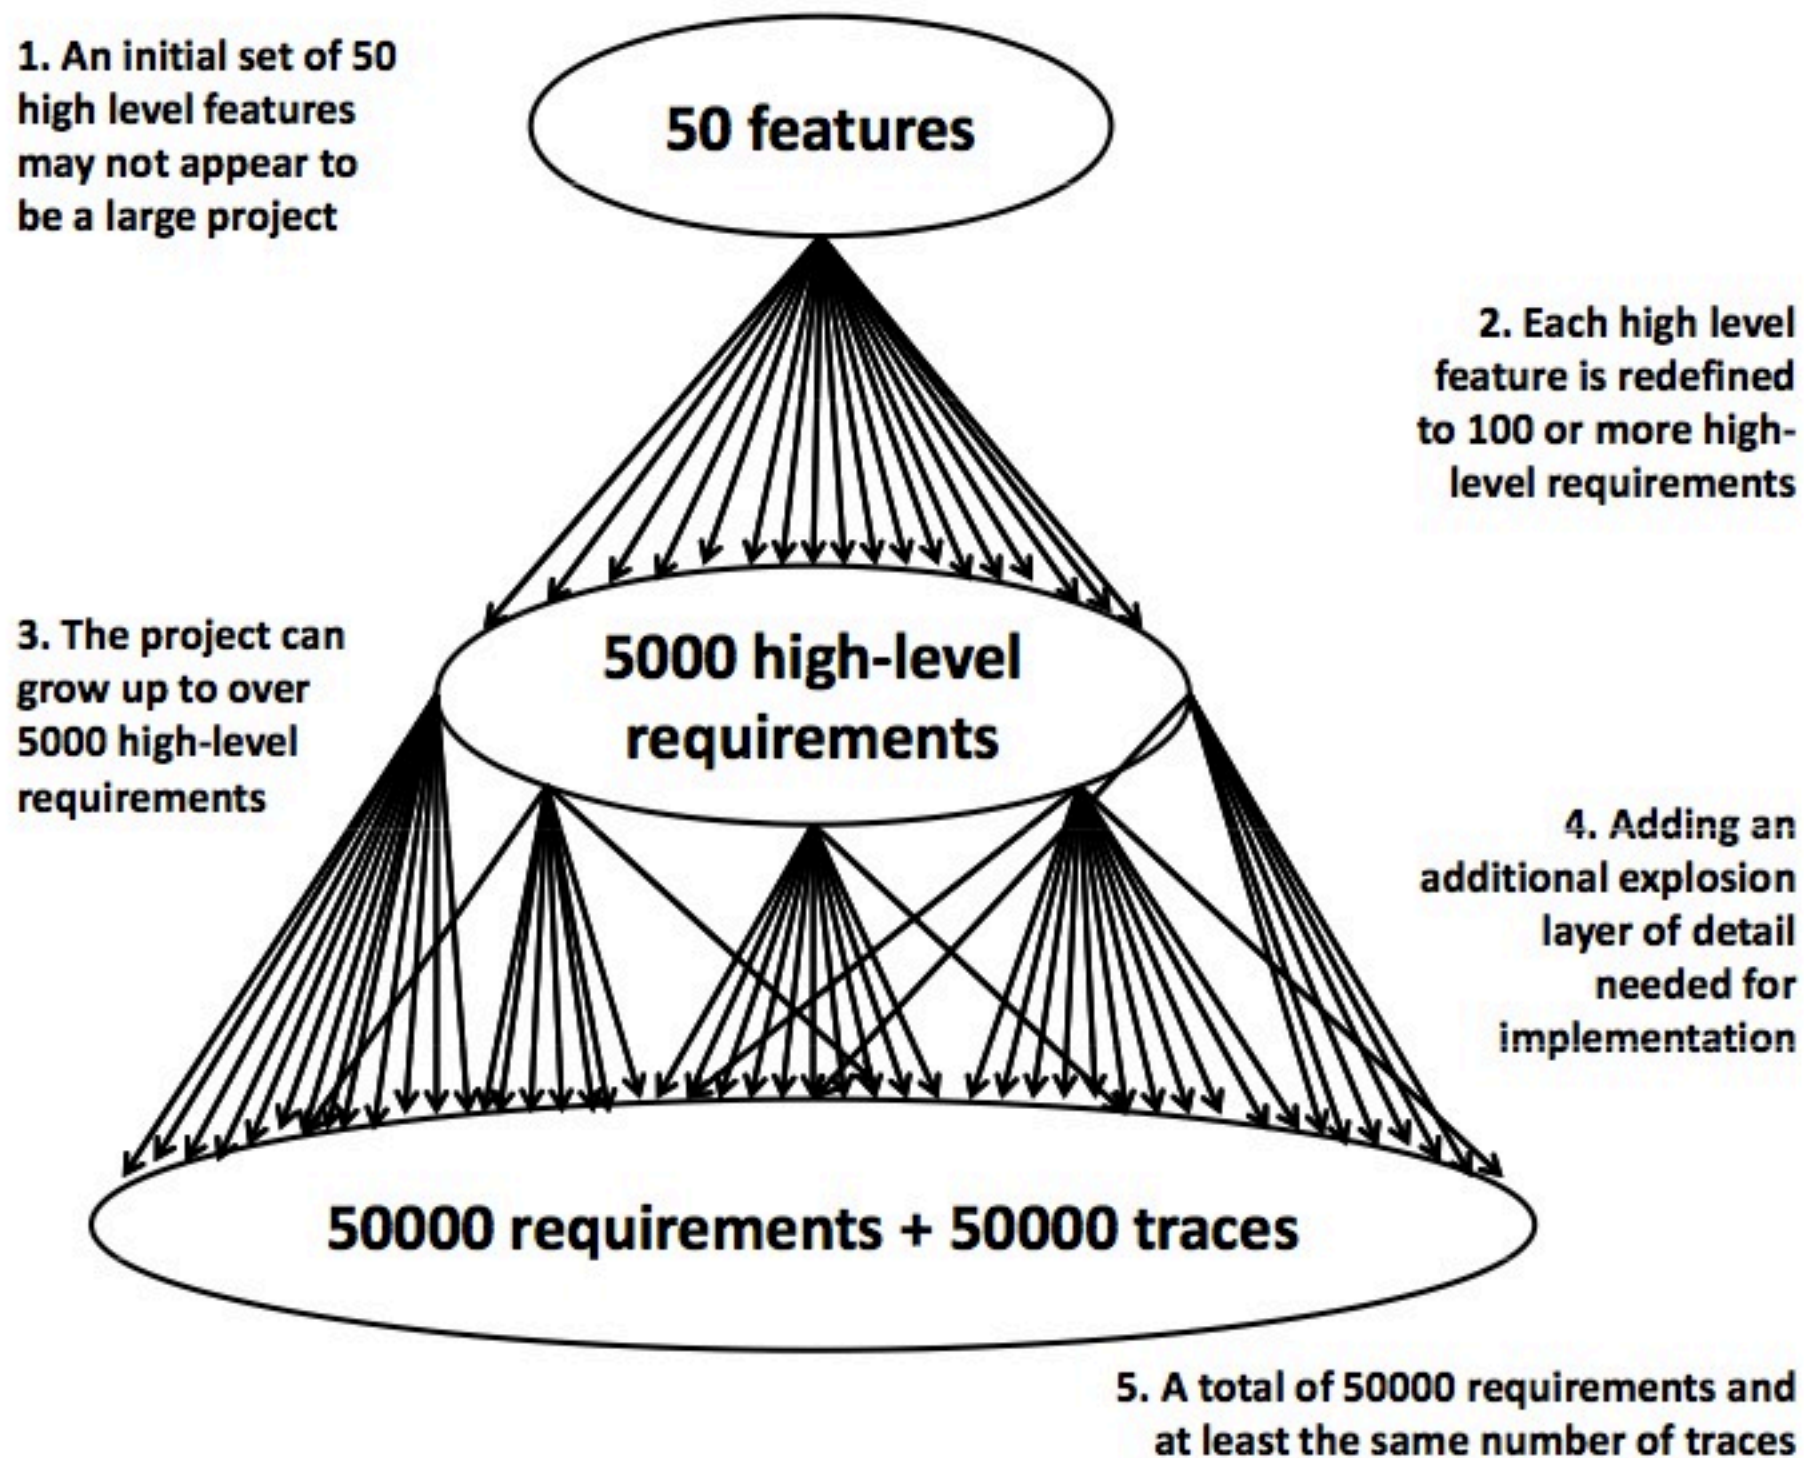 1. An initial set of 50
high level features
may not appear to
be a large project
50 features
2. Each high level
feature is redefined
to 100 or more high-
level requirements
3. The project can
grow up to over
5000 high-level
requirements
5000 high-level
requirements
4. Adding an
additional explosion
layer of detail
needed for
implementation
50000 requirements + 50000 traces
5. A total of 50000 requirements and
at least the same number of traces